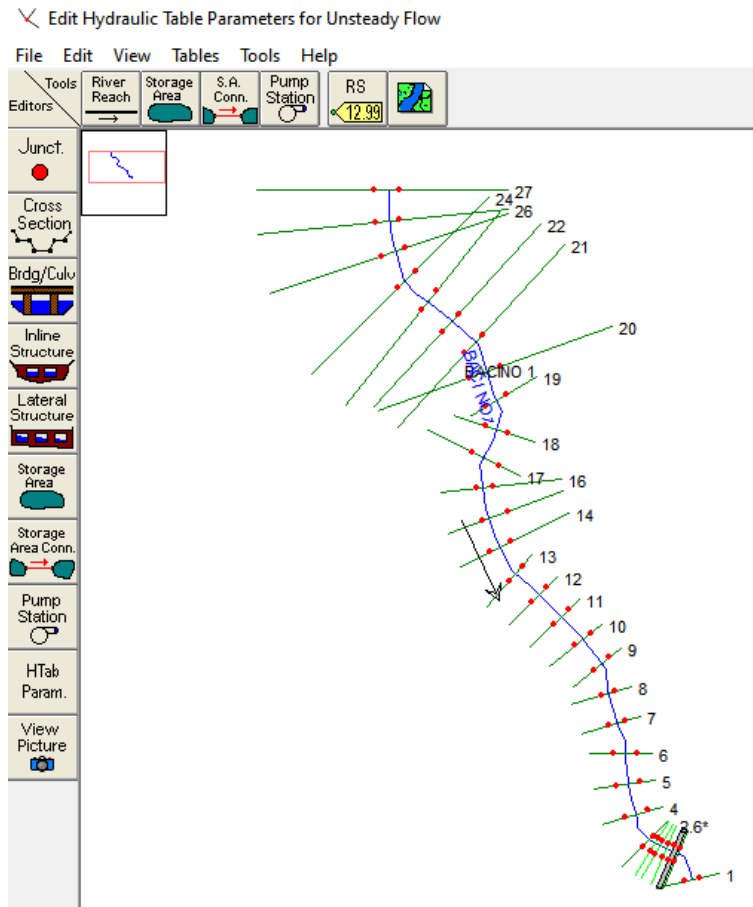 Edit Hydraulic Table Parameters for Unsteady Flow
File Edit View Tables Tools Help
Tools
Editors
River
Reach
Storage
Area
S.A.
Conn.
Pump
Station
RS
12.99
Junct.
Cross
Section
Brdg/Culv
Inline
Structure
Lateral
Structure
Storage
Area
Storage
Area Conn.
Pump
Station
HTab
Param.
View
Picture
27
24
26
22
21
20
BACINO 1
BACINO1
19
18
17
16
14
13
12
11
10
9
8
7
6
5
4
2.6*
1